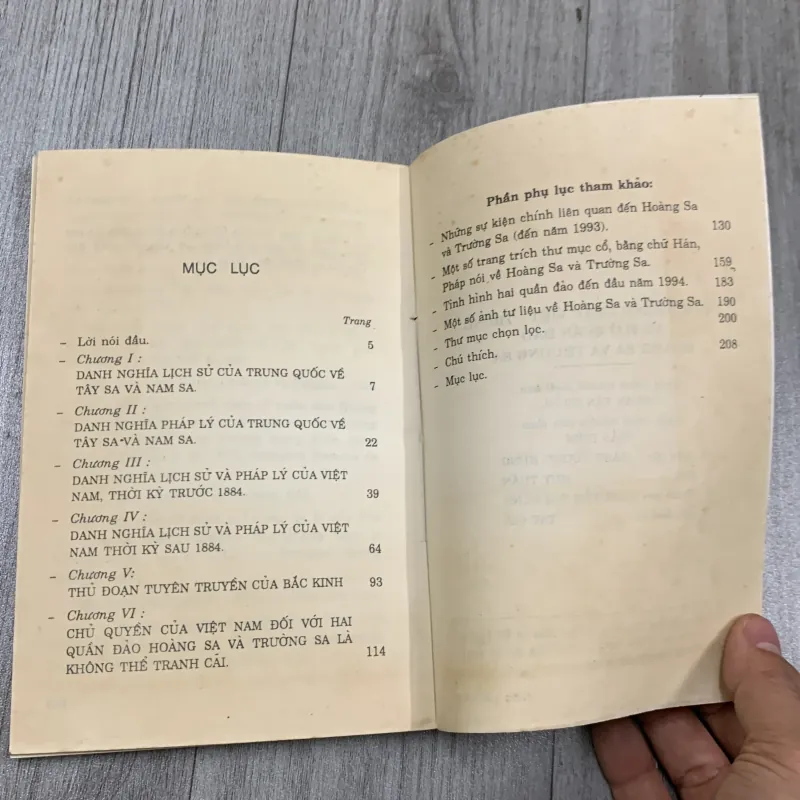 MỤC LỤC
Trang
– Lời nói đầu. 5
– Chương I :
DANH NGHĨA LỊCH SỬ CỦA TRUNG QUỐC VỀ
TÂY SA VÀ NAM SA. 7
– Chương II :
DANH NGHĨA PHÁP LÝ CỦA TRUNG QUỐC VỀ
TÂY SA VÀ NAM SA. 22
– Chương III :
DANH NGHĨA LỊCH SỬ VÀ PHÁP LÝ CỦA VIỆT
NAM, THỜI KỲ TRƯỚC 1884. 39
– Chương IV :
DANH NGHĨA LỊCH SỬ VÀ PHÁP LÝ CỦA VIỆT
NAM THỜI KỲ SAU 1884. 64
– Chương V:
THỦ ĐOẠN TUYÊN TRUYỀN CỦA BẮC KINH 93
– Chương VI :
CHỦ QUYỀN CỦA VIỆT NAM ĐỐI VỚI HAI
QUẦN ĐẢO HOÀNG SA VÀ TRƯỜNG SA LÀ
KHÔNG THỂ TRANH CÃI. 114
Phần phụ lục tham khảo:
– Những sự kiện chính liên quan đến Hoàng Sa
và Trường Sa (đến năm 1993). 130
– Một số trang trích thư mục cổ, bằng chữ Hán,
Pháp nói về Hoàng Sa và Trường Sa. 159
– Tình hình hai quần đảo đến đầu năm 1994. 183
– Một số ảnh tư liệu về Hoàng Sa và Trường Sa. 190
– Thư mục chọn lọc. 200
– Chú thích. 208
– Mục lục.